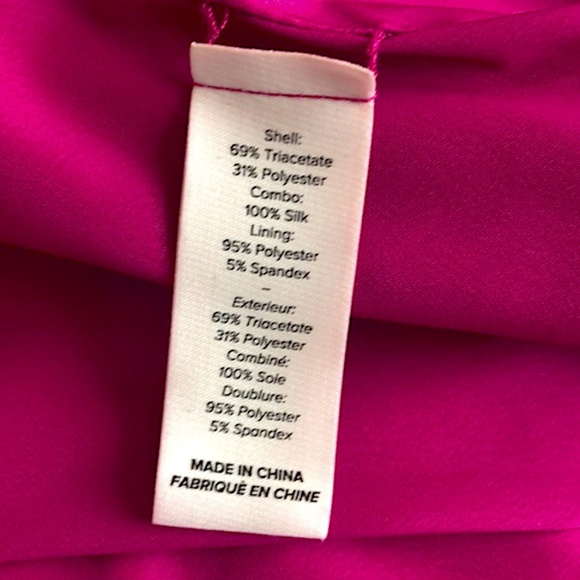 Shell:
69% Triacetate
31% Polyester
Combo:
100% Silk
Lining:
95% Polyester
5% Spandex
–
Exterieur:
69% Triacetate
31% Polyester
Combiné:
100% Soie
Doublure:
95% Polyester
5% Spandex
MADE IN CHINA
FABRIQUÉ EN CHINE